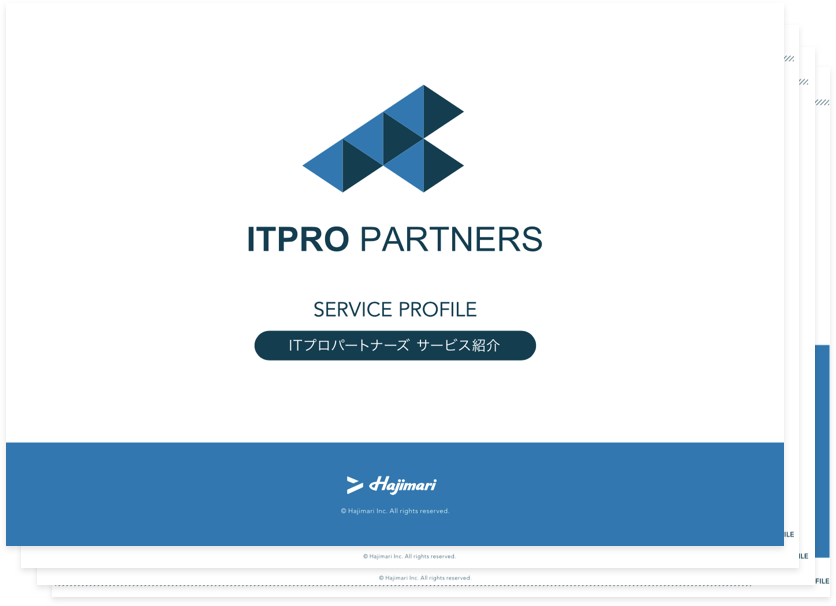 ITPRO PARTNERS
SERVICE PROFILE
ITプロパートナーズ サービス紹介
Hajimari
© Hajimari Inc. All rights reserved.
ILE
© Hajimari Inc. All rights reserved.
ILE
© Hajimari Inc. All rights reserved.
FILE